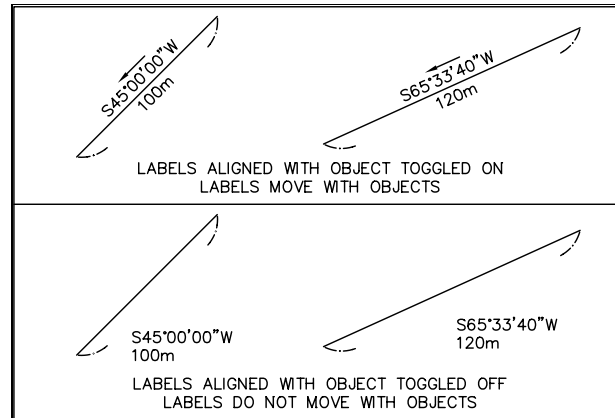 S45°00'00"W
100m
S65°33'40"W
120m
LABELS ALIGNED WITH OBJECT TOGGLED ON
LABELS MOVE WITH OBJECTS
S45°00'00"W
100m
S65°33'40"W
120m
LABELS ALIGNED WITH OBJECT TOGGLED OFF
LABELS DO NOT MOVE WITH OBJECTS